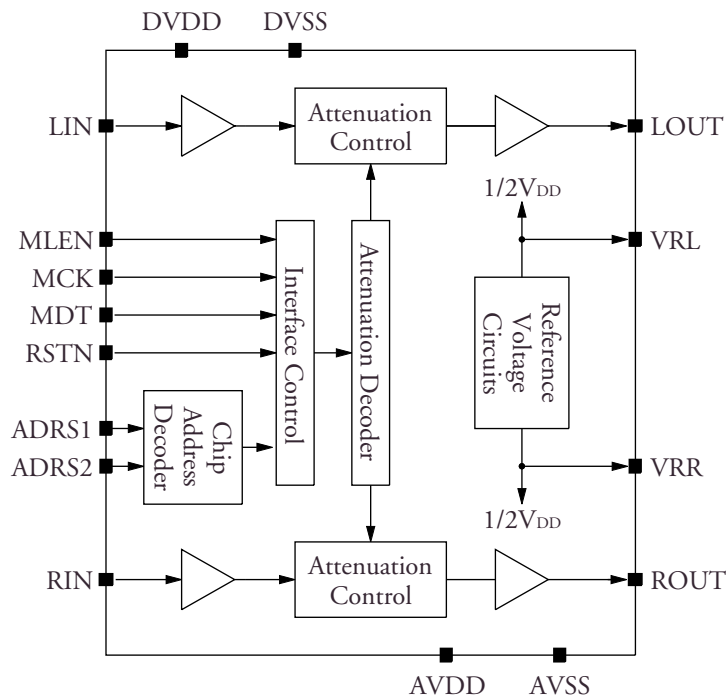 DVDD
DVSS
LIN
Attenuation
Control
LOUT
1/2VDD
MLEN
VRL
MCK
MDT
RSTN
Interface Control
Attenuation Decoder
Reference
Voltage
Circuits
ADRS1
ADRS2
Chip
Address
Decoder
VRR
1/2VDD
RIN
Attenuation
Control
ROUT
AVDD
AVSS